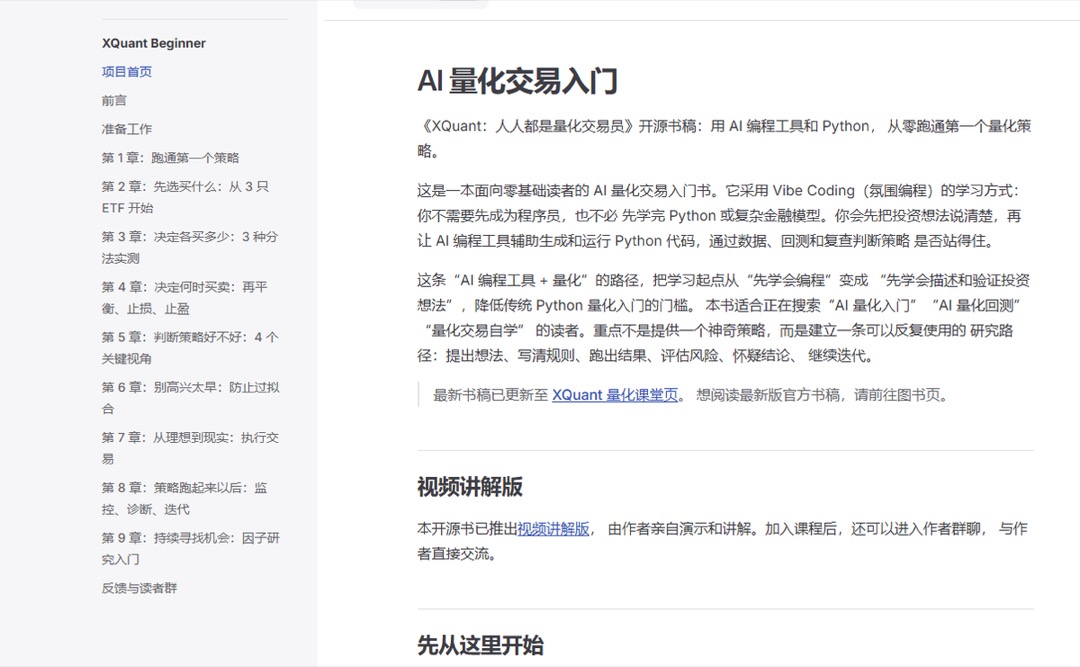 XQuant Beginner
项目首页
前言
准备工作
第 1 章：跑通第一个策略
第 2 章：先选买什么：从 3 只
ETF 开始
第 3 章：决定各买多少：3 种分
法实测
第 4 章：决定何时买卖：再平
衡、止损、止盈
第 5 章：判断策略好不好：4 个
关键视角
第 6 章：别高兴太早：防止过拟
合
第 7 章：从理想到现实：执行交
易
第 8 章：策略跑起来以后：监
控、诊断、迭代
第 9 章：持续寻找机会：因子研
究入门
反馈与读者群
AI 量化交易入门
《XQuant：人人都是量化交易员》开源书稿：用 AI 编程工具和 Python， 从零跑通第一个量化策
略。
这是一本面向零基础读者的 AI 量化交易入门书。它采用 Vibe Coding（氛围编程）的学习方式：
你不需要先成为程序员，也不必 先学完 Python 或复杂金融模型。你会先把投资想法说清楚，再
让 AI 编程工具辅助生成和运行 Python 代码，通过数据、回测和复查判断策略 是否站得住。
这条“AI 编程工具 + 量化”的路径，把学习起点从“先学会编程”变成 “先学会描述和验证投资
想法”，降低传统 Python 量化入门的门槛。 本书适合正在搜索“AI 量化入门”“AI 量化回测”
“量化交易自学” 的读者。重点不是提供一个神奇策略，而是建立一条可以反复使用的 研究路
径：提出想法、写清规则、跑出结果、评估风险、怀疑结论、 继续迭代。
最新书稿已更新至 XQuant 量化课堂页。 想阅读最新版官方书稿，请前往图书页。
视频讲解版
本开源书已推出视频讲解版， 由作者亲自演示和讲解。加入课程后，还可以进入作者群聊， 与作
者直接交流。
先从这里开始